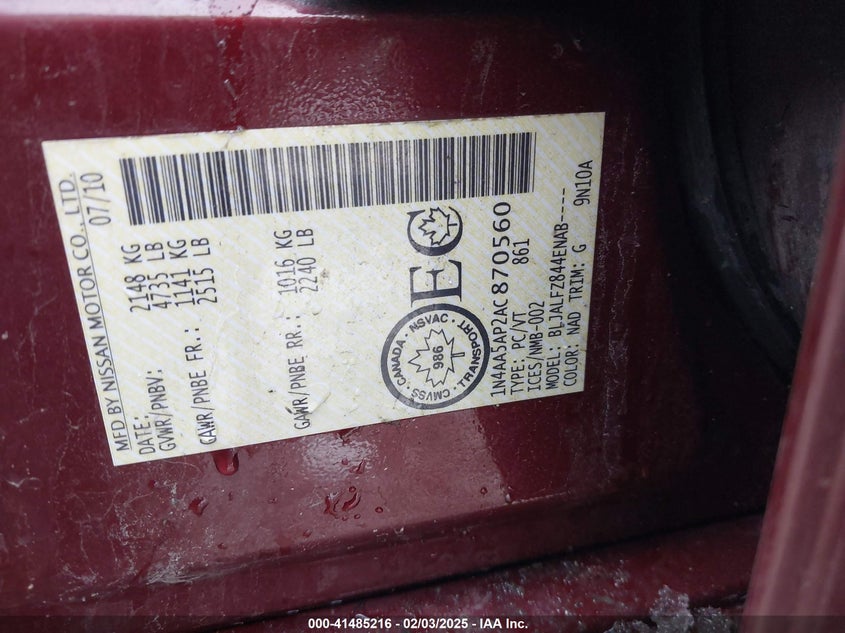 MFD BY NISSAN MOTOR CO., LTD.
DATE: 07/10
GVWR/PNBV: 2148 KG
4735 LB
GAWR/PNBE FR.: 1141 KG
2515 LB
GAWR/PNBE RR.: 1016 KG
2240 LB
CANADA · NSVAC · TRANSPORT · CMVSS ·
986
EC
1N4AA5AP2AC870560
TYPE: PC/VT 861
ICES/NMB-002
MODEL: BLJALFZ844ENAB-----
COLOR: NAD TRIM: G 9N10A
000-41485216 - 02/03/2025 - © IAA Inc.